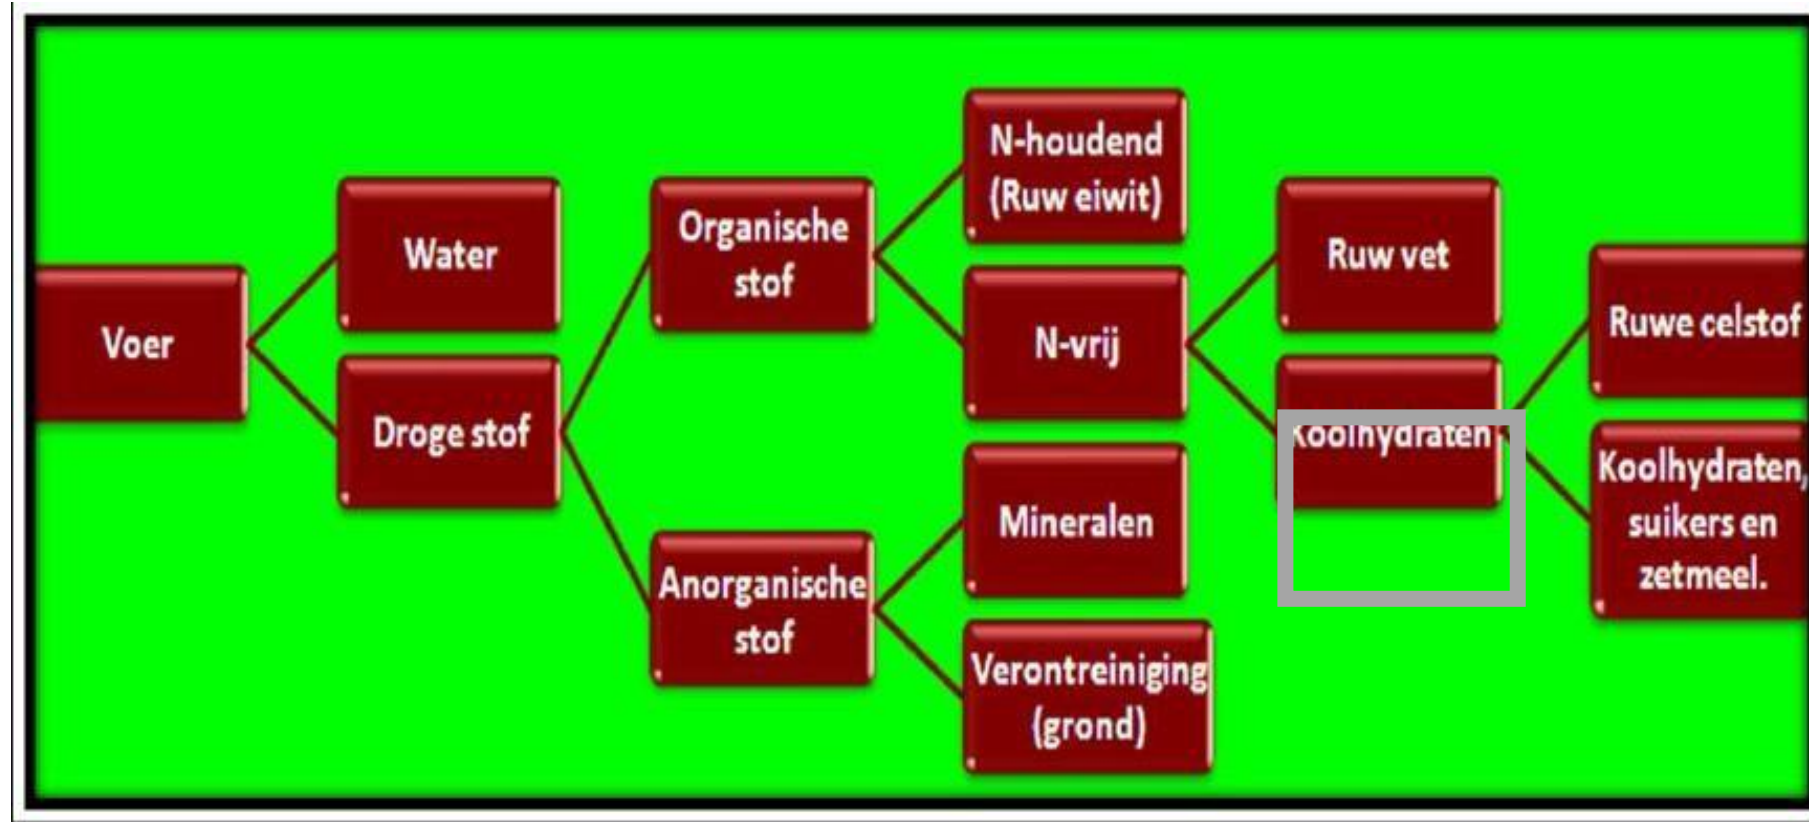 Voer
Water
Droge stof
Organische
stof
Anorganische
stof
N-houdend
(Ruw eiwit)
N-vrij
Mineralen
Verontreiniging
(grond)
Ruw vet
Koolhydraten
Ruwe celstof
Koolhydraten,
suikers en
zetmeel.